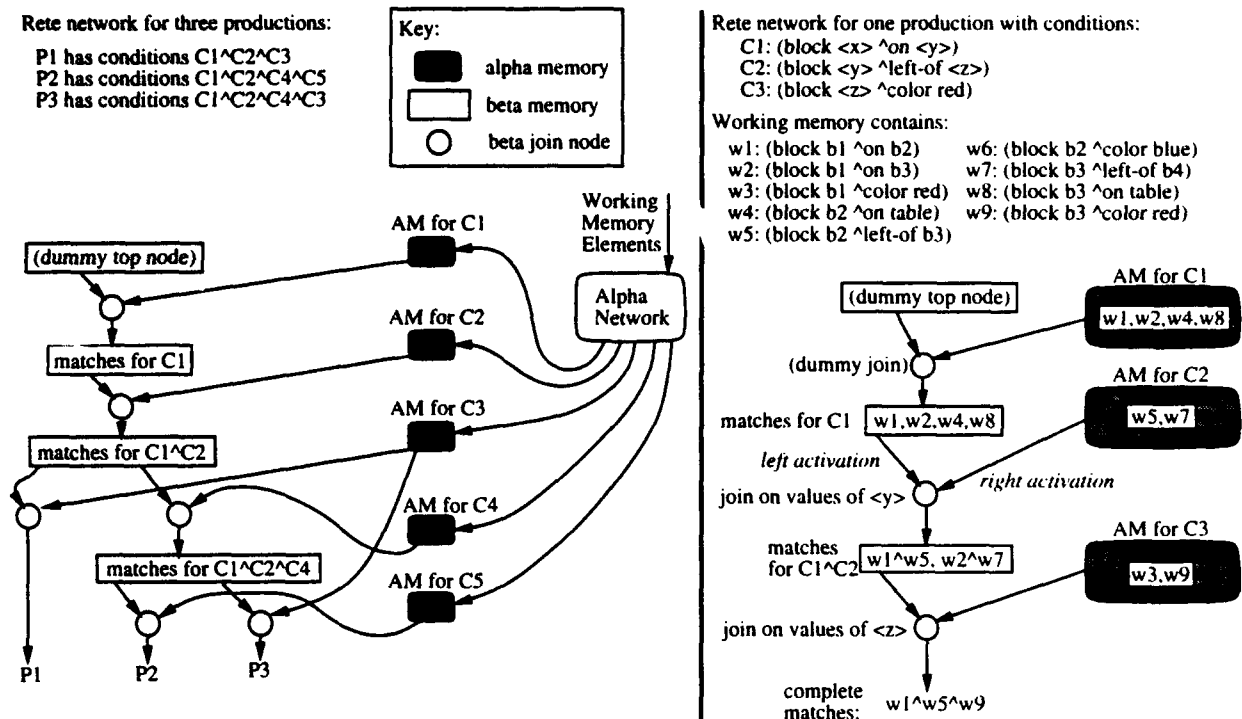 Rete network for three productions:
P1 has conditions C1^C2^C3
P2 has conditions C1^C2^C4^C5
P3 has conditions C1^C2^C4^C3
Key:
alpha memory
beta memory
beta join node
Working
Memory
Elements
AM for C1
(dummy top node)
Alpha
Network
AM for C2
matches for C1
AM for C3
matches for C1^C2
AM for C4
matches for C1^C2^C4
AM for C5
P1
P2
P3
Rete network for one production with conditions:
C1: (block <x> ^on <y>)
C2: (block <y> ^left-of <z>)
C3: (block <z> ^color red)
Working memory contains:
w1: (block b1 ^on b2)
w2: (block b1 ^on b3)
w3: (block b1 ^color red)
w4: (block b2 ^on table)
w5: (block b2 ^left-of b3)
w6: (block b2 ^color blue)
w7: (block b3 ^left-of b4)
w8: (block b3 ^on table)
w9: (block b3 ^color red)
AM for C1
(dummy top node)
w1,w2,w4,w8
(dummy join)
AM for C2
matches for C1
w1,w2,w4,w8
w5,w7
left activation
right activation
join on values of <y>
AM for C3
matches
for C1^C2
w1^w5, w2^w7
w3,w9
join on values of <z>
complete
matches:
w1^w5^w9